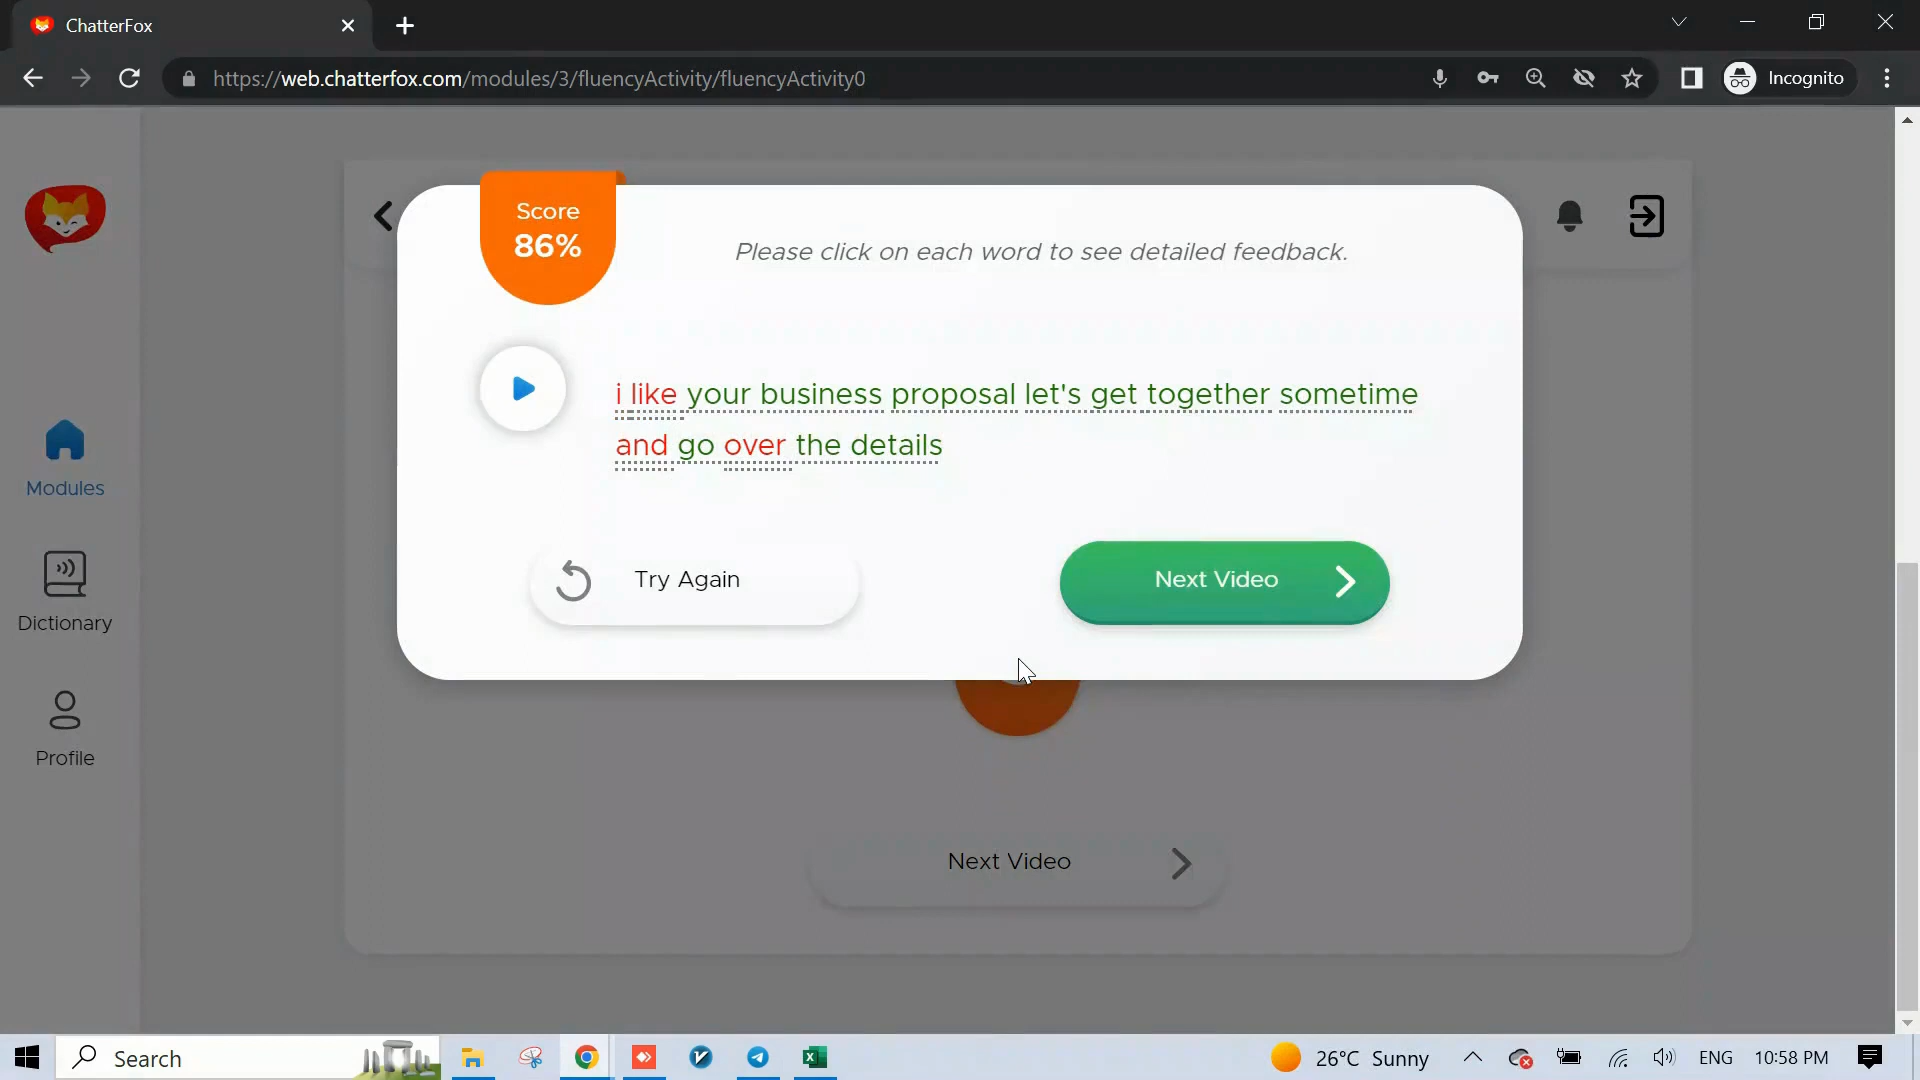 ChatterFox
https://web.chatterfox.com/modules/3/fluencyActivity/fluencyActivity0
Incognito
Score
86%
Please click on each word to see detailed feedback.
i like your business proposal let's get together sometime
and go over the details
Try Again
Next Video
Modules
Dictionary
Profile
Next Video
Search
26°C Sunny
ENG
10:58 PM